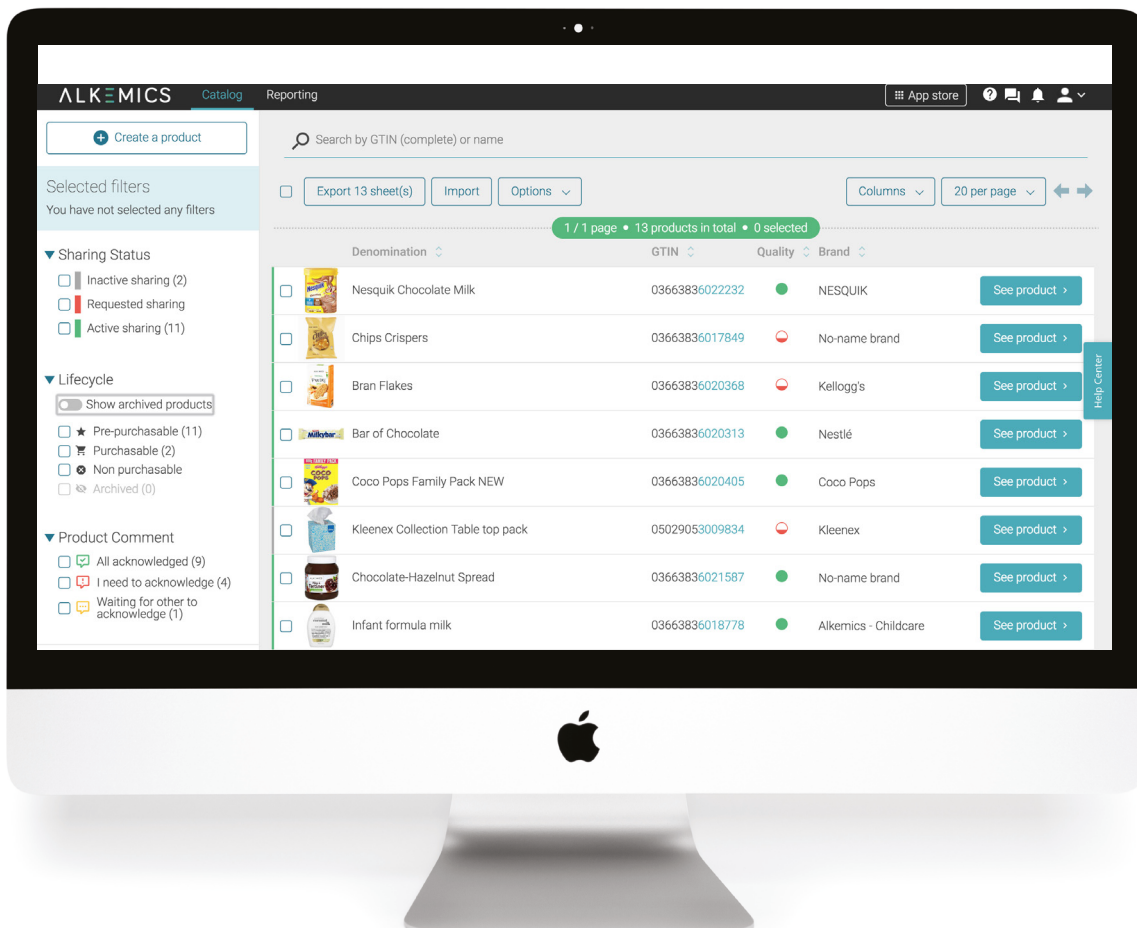 ALKEMICS Catalog Reporting App store
Create a product
Search by GTIN (complete) or name
Selected filters
You have not selected any filters
Export 13 sheet(s) Import Options Columns 20 per page
1 / 1 page • 13 products in total • 0 selected
Denomination GTIN Quality Brand
Sharing Status
Inactive sharing (2)
Requested sharing
Active sharing (11)
Lifecycle
Show archived products
Pre-purchasable (11)
Purchasable (2)
Non purchasable
Archived (0)
Product Comment
All acknowledged (9)
I need to acknowledge (4)
Waiting for other to
acknowledge (1)
Nesquik Chocolate Milk 03663836022232 NESQUIK See product
Chips Crispers 03663836017849 No-name brand See product
Bran Flakes 03663836020368 Kellogg's See product
Milkybar Bar of Chocolate 03663836020313 Nestlé See product
COCO
POPS
Coco Pops Family Pack NEW 03663836020405 Coco Pops See product
Kleenex Collection Table top pack 05029053009834 Kleenex See product
Chocolate-Hazelnut Spread 03663836021587 No-name brand See product
Infant formula milk 03663836018778 Alkemics - Childcare See product
Help Center